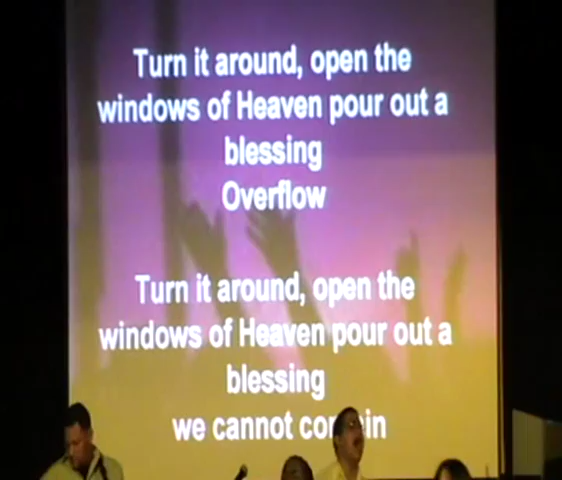 Turn it around, open the
windows of Heaven pour out a
blessing
Overflow
Turn it around, open the
windows of Heaven pour out a
blessing
we cannot